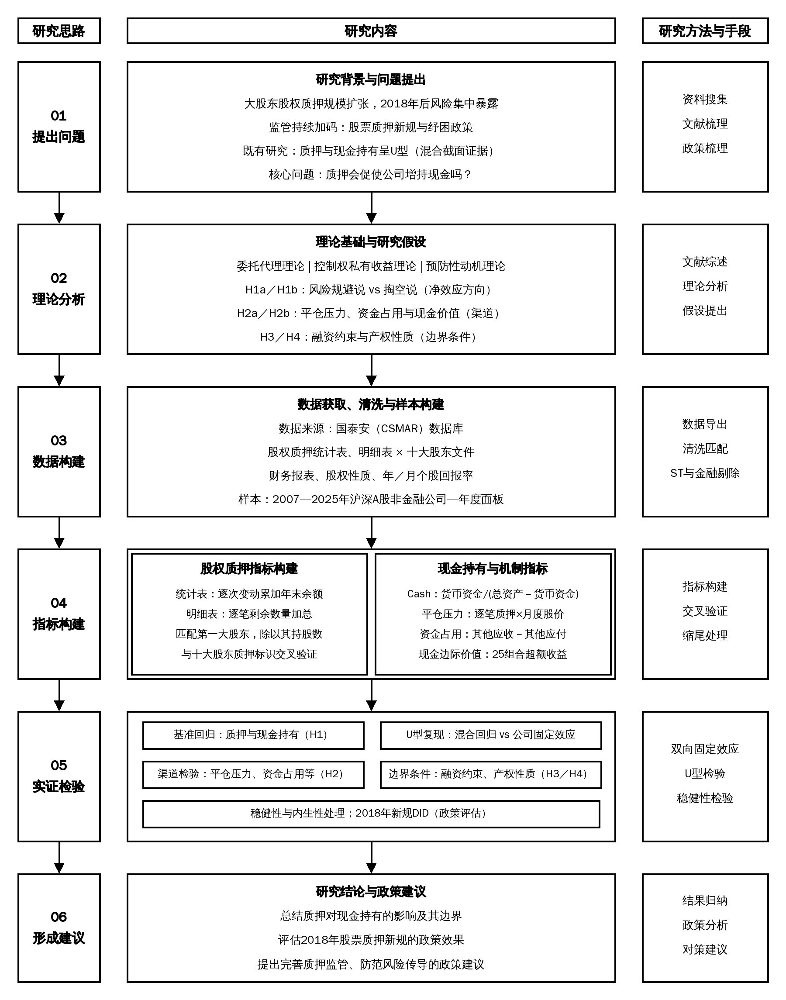 研究思路
研究内容
研究方法与手段
01
提出问题
研究背景与问题提出
大股东股权质押规模扩张，2018年后风险集中暴露
监管持续加码：股票质押新规与纾困政策
既有研究：质押与现金持有呈U型（混合截面证据）
核心问题：质押会促使公司增持现金吗？
资料搜集
文献梳理
政策梳理
02
理论分析
理论基础与研究假设
委托代理理论 | 控制权私有收益理论 | 预防性动机理论
H1a／H1b：风险规避说 vs 掏空说（净效应方向）
H2a／H2b：平仓压力、资金占用与现金价值（渠道）
H3／H4：融资约束与产权性质（边界条件）
文献综述
理论分析
假设提出
03
数据构建
数据获取、清洗与样本构建
数据来源：国泰安（CSMAR）数据库
股权质押统计表、明细表 × 十大股东文件
财务报表、股权性质、年／月个股回报率
样本：2007—2025年沪深A股非金融公司—年度面板
数据导出
清洗匹配
ST与金融剔除
04
指标构建
股权质押指标构建
统计表：逐次变动累加年末余额
明细表：逐笔剩余数量加总
匹配第一大股东，除以其持股数
与十大股东质押标识交叉验证
现金持有与机制指标
Cash：货币资金/(总资产－货币资金)
平仓压力：逐笔质押×月度股价
资金占用：其他应收－其他应付
现金边际价值：25组合超额收益
指标构建
交叉验证
缩尾处理
05
实证检验
基准回归：质押与现金持有（H1）
U型复现：混合回归 vs 公司固定效应
渠道检验：平仓压力、资金占用等（H2）
边界条件：融资约束、产权性质（H3／H4）
稳健性与内生性处理；2018年新规DID（政策评估）
双向固定效应
U型检验
稳健性检验
06
形成建议
研究结论与政策建议
总结质押对现金持有的影响及其边界
评估2018年股票质押新规的政策效果
提出完善质押监管、防范风险传导的政策建议
结果归纳
政策分析
对策建议